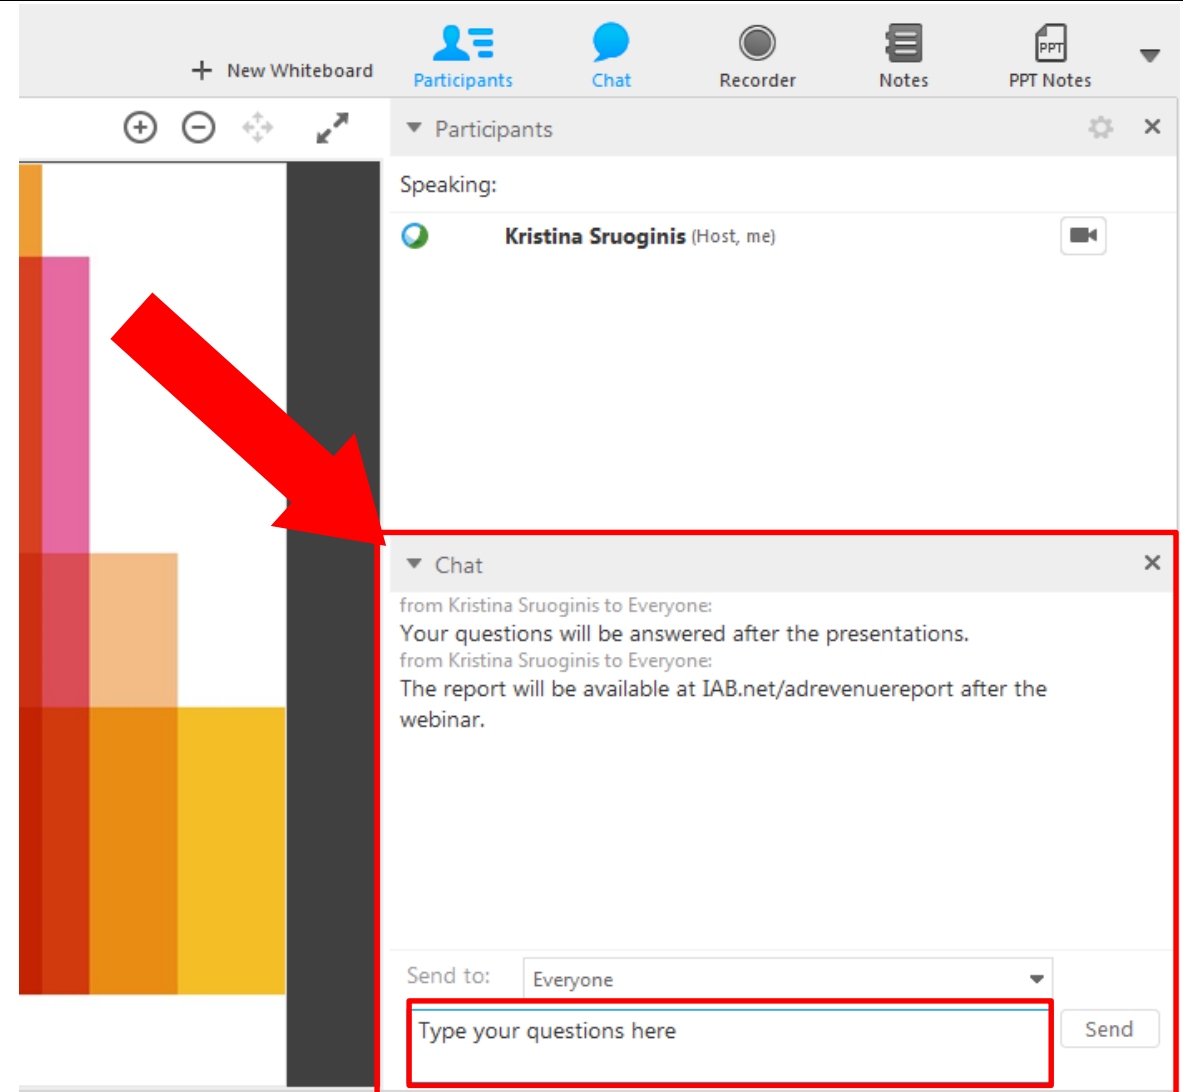 New Whiteboard
Participants
Chat
Recorder
Notes
PPT
PPT Notes
Participants
Speaking:
Kristina Sruoginis (Host, me)
Chat
from Kristina Sruoginis to Everyone:
Your questions will be answered after the presentations.
from Kristina Sruoginis to Everyone:
The report will be available at IAB.net/adrevenuereport after the
webinar.
Send to:
Everyone
Type your questions here
Send